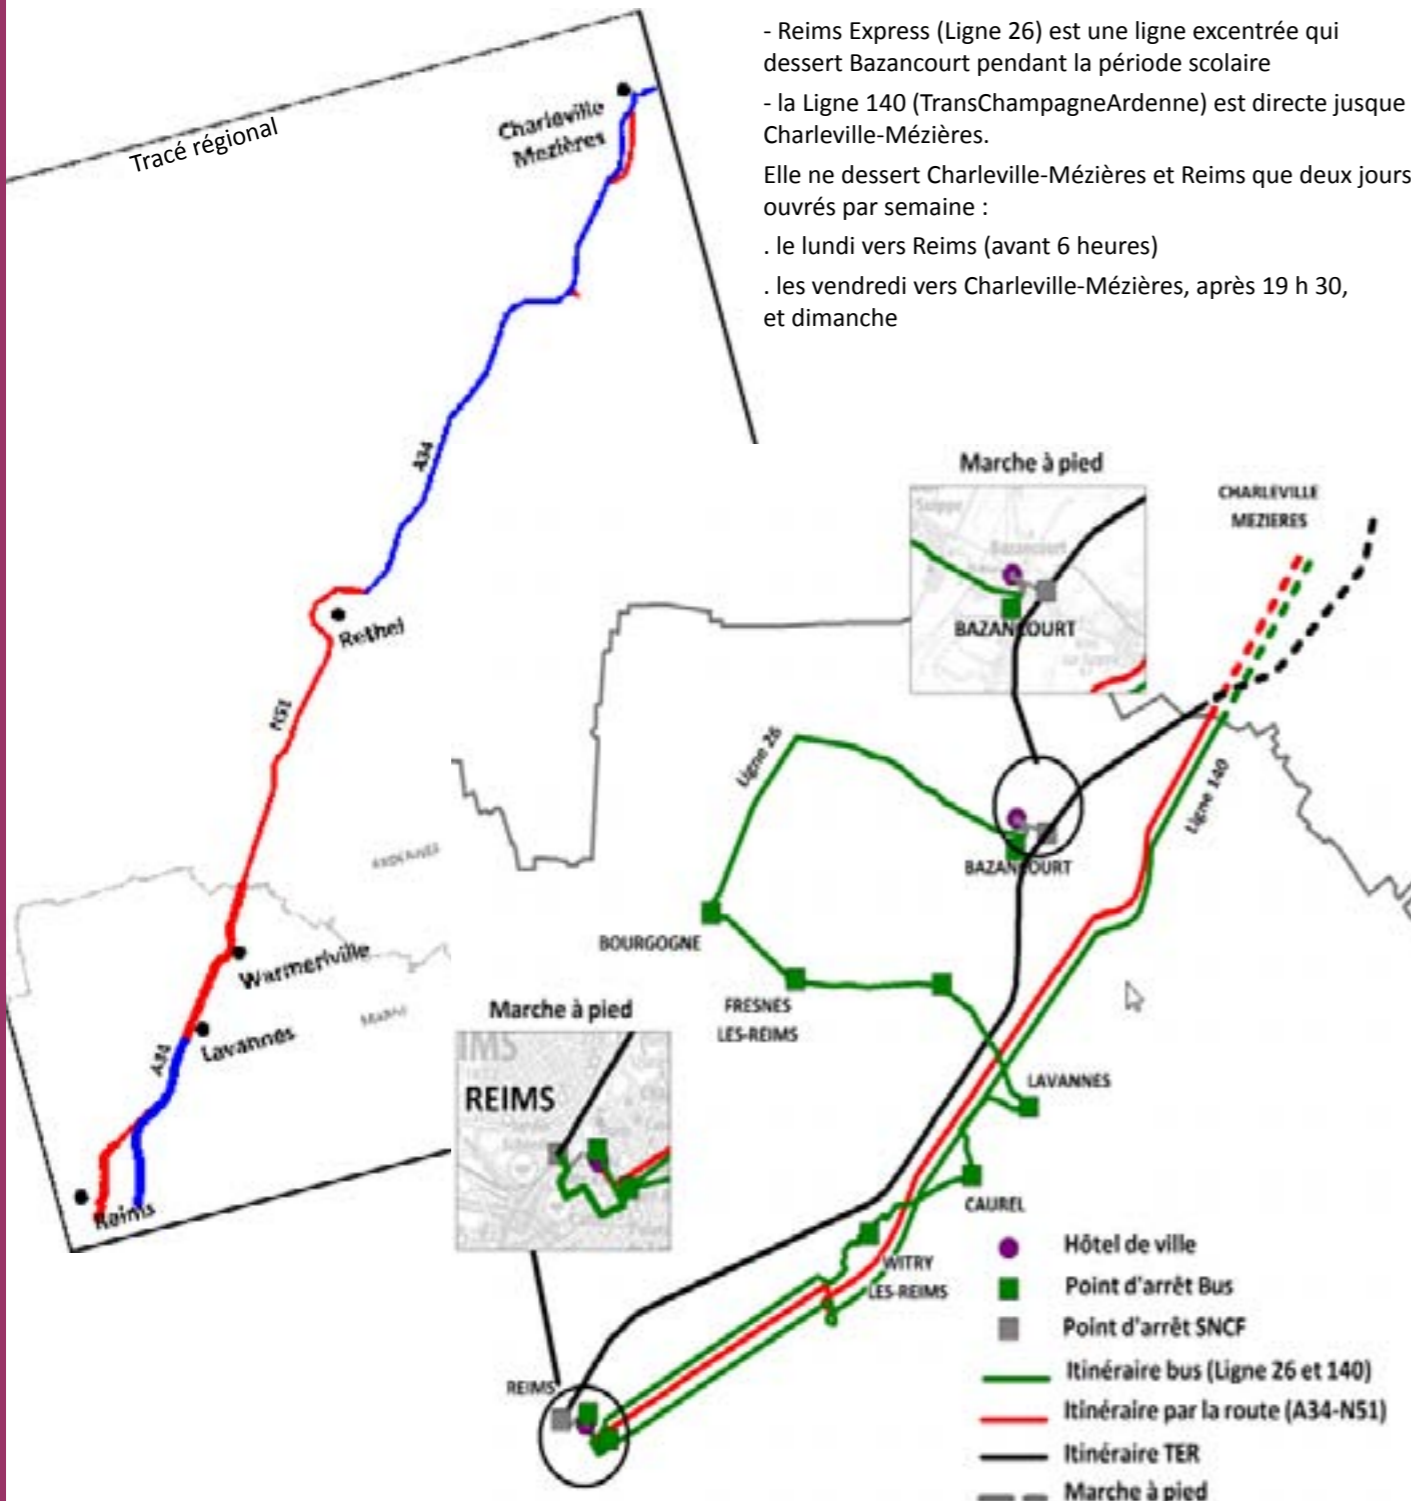 - Reims Express (Ligne 26) est une ligne excentrée qui
dessert Bazancourt pendant la période scolaire
- la Ligne 140 (TransChampagneArdenne) est directe jusque
Charleville-Mézières.
Elle ne dessert Charleville-Mézières et Reims que deux jours
ouvrés par semaine :
. le lundi vers Reims (avant 6 heures)
. les vendredi vers Charleville-Mézières, après 19 h 30,
et dimanche
Tracé régional
Charleville
Mezières
A34
Rethel
N51
ARDENNES
Warmeriville
MARNE
Lavannes
A34
Reims
Marche à pied
Bazancourt
BAZANCOURT
CHARLEVILLE
MEZIERES
Ligne 26
Ligne 140
BAZANCOURT
BOURGOGNE
FRESNES
LES-REIMS
Marche à pied
IMS
REIMS
LAVANNES
CAUREL
WITRY
LES-REIMS
REIMS
Hôtel de ville
Point d'arrêt Bus
Point d'arrêt SNCF
Itinéraire bus (Ligne 26 et 140)
Itinéraire par la route (A34-N51)
Itinéraire TER
Marche à pied